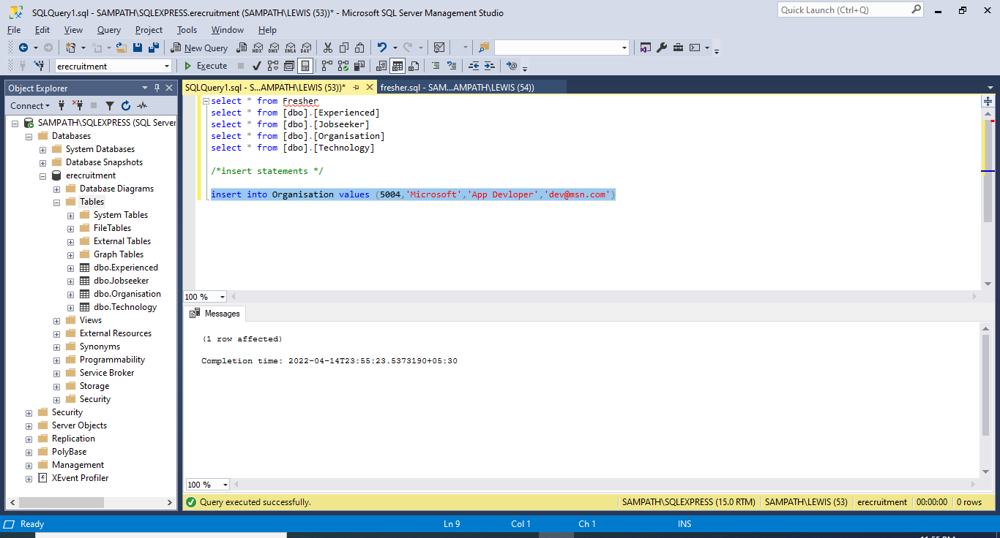 SQLQuery1.sql - SAMPATH\SQLEXPRESS.erecruitment (SAMPATH\LEWIS (53))* - Microsoft SQL Server Management Studio
Quick Launch (Ctrl+Q)
File Edit View Query Project Tools Window Help
New Query MDX DMX XMLA DAX
erecruitment Execute
Object Explorer
SQLQuery1.sql - S...AMPATH\LEWIS (53))* fresher.sql - SAM...AMPATH\LEWIS (54))
Connect
SAMPATH\SQLEXPRESS (SQL Server
Databases
System Databases
Database Snapshots
erecruitment
Database Diagrams
Tables
System Tables
FileTables
External Tables
Graph Tables
dbo.Experienced
dbo.Jobseeker
dbo.Organisation
dbo.Technology
Views
External Resources
Synonyms
Programmability
Service Broker
Storage
Security
Security
Server Objects
Replication
PolyBase
Management
XEvent Profiler
select * from Fresher
select * from [dbo].[Experienced]
select * from [dbo].[Jobseeker]
select * from [dbo].[Organisation]
select * from [dbo].[Technology]
/*insert statements */
insert into Organisation values (5004,'Microsoft','App Devloper','dev@msn.com')
100 %
Messages
(1 row affected)
Completion time: 2022-04-14T23:55:23.5373190+05:30
100 %
Query executed successfully. SAMPATH\SQLEXPRESS (15.0 RTM) SAMPATH\LEWIS (53) erecruitment 00:00:00 0 rows
Ready Ln 9 Col 1 Ch 1 INS